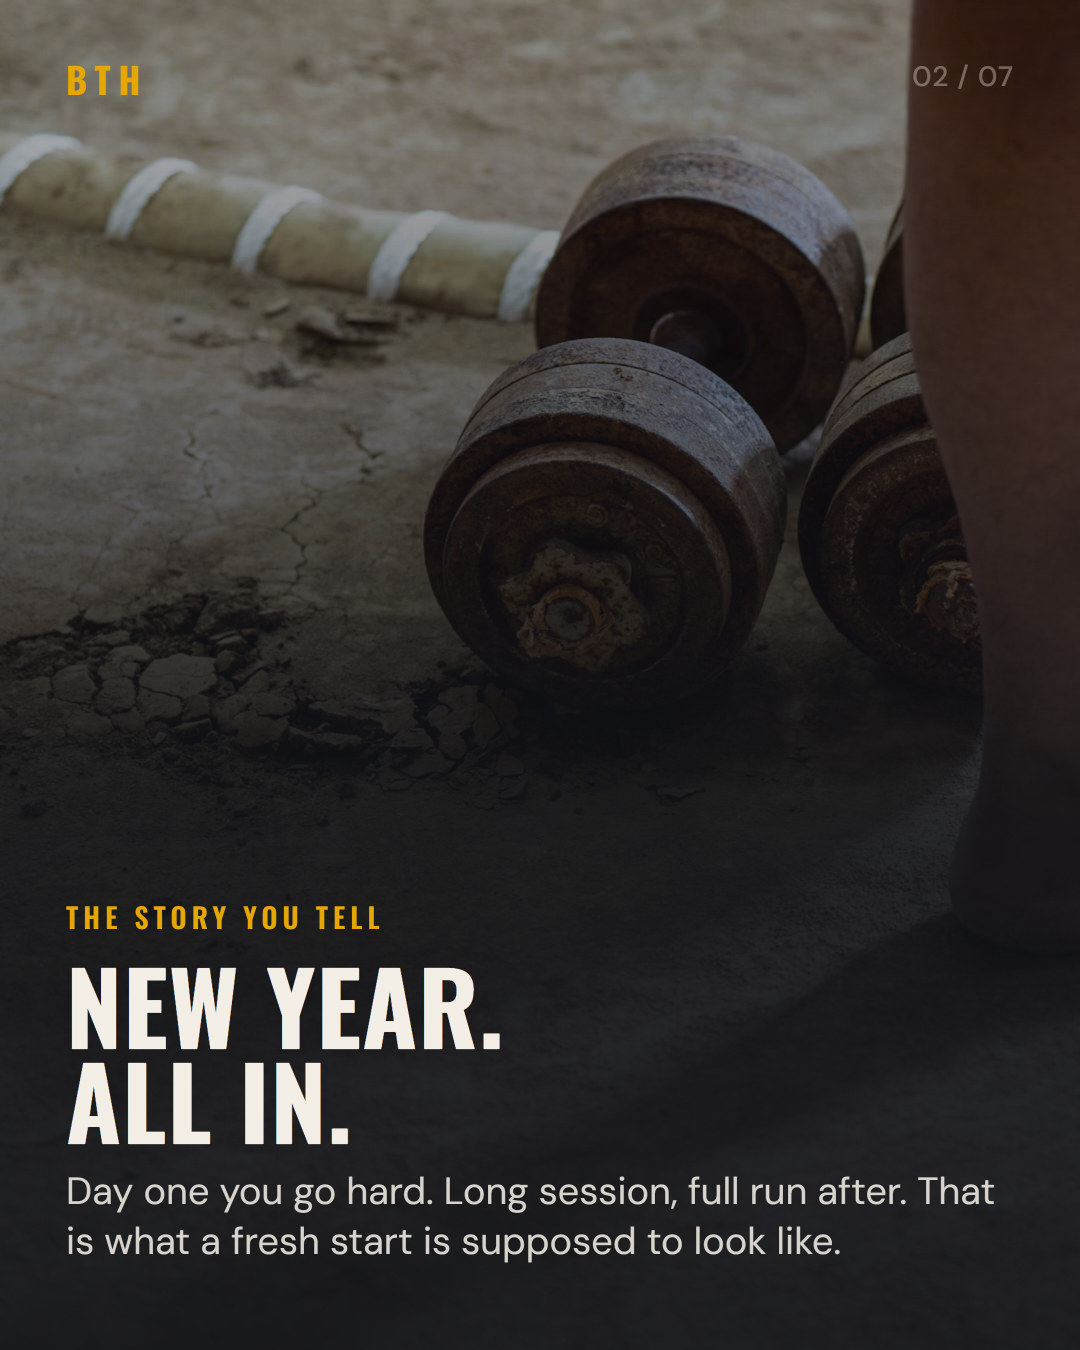 BTH
02 / 07
THE STORY YOU TELL
NEW YEAR.
ALL IN.
Day one you go hard. Long session, full run after. That
is what a fresh start is supposed to look like.